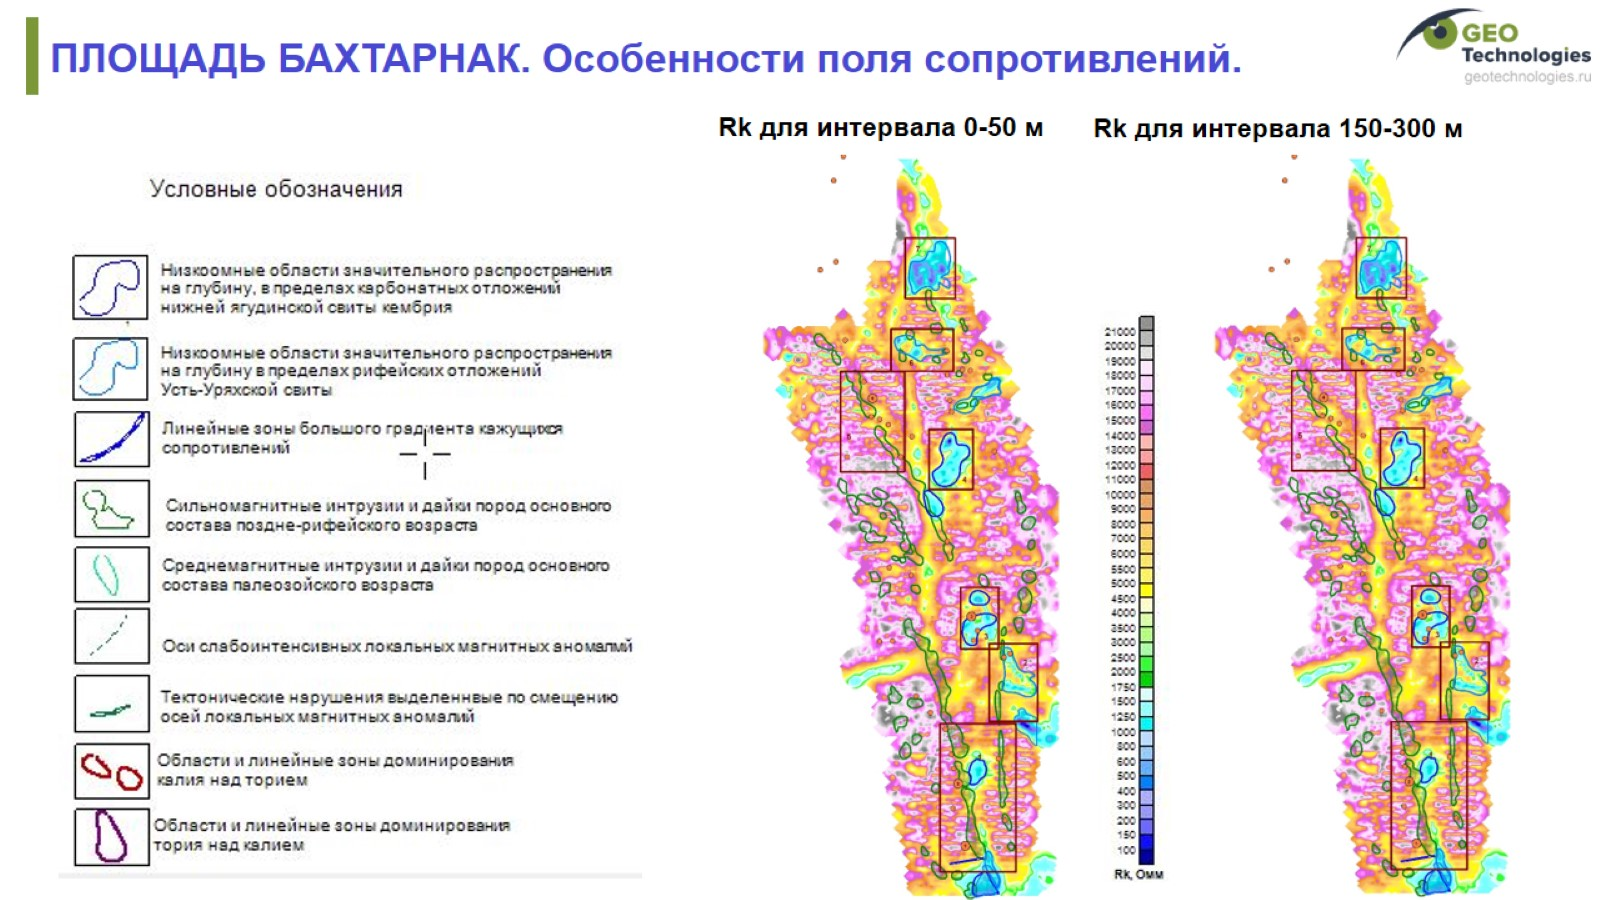 ПЛОЩАДЬ БАХТАРНАК. Особенности поля сопротивлений.
GEO
Technologies
geotechnologies.ru
Rk для интервала 0-50 м
Rk для интервала 150-300 м
Условные обозначения
Низкоомные области значительного распространения
на глубину, в пределах карбонатных отложений
нижней ягудинской свиты кембрия
Низкоомные области значительного распространения
на глубину в пределах рифейских отложений
Усть-Уряхской свиты
Линейные зоны большого градиента кажущихся
сопротивлений
Сильномагнитные интрузии и дайки пород основного
состава поздне-рифейского возраста
Среднемагнитные интрузии и дайки пород основного
состава палеозойского возраста
Оси слабоинтенсивных локальных магнитных аномалий
Тектонические нарушения выделеннвые по смещению
осей локальных магнитных аномалий
Области и линейные зоны доминирования
калия над торием
Области и линейные зоны доминирования
тория над калием
21000
20000
19000
18000
17000
16000
15000
14000
13000
12000
11000
10000
9000
8000
7000
6000
5500
5000
4500
4000
3500
3000
2500
2000
1750
1500
1250
1000
800
600
500
400
300
200
150
100
Rk, Омм